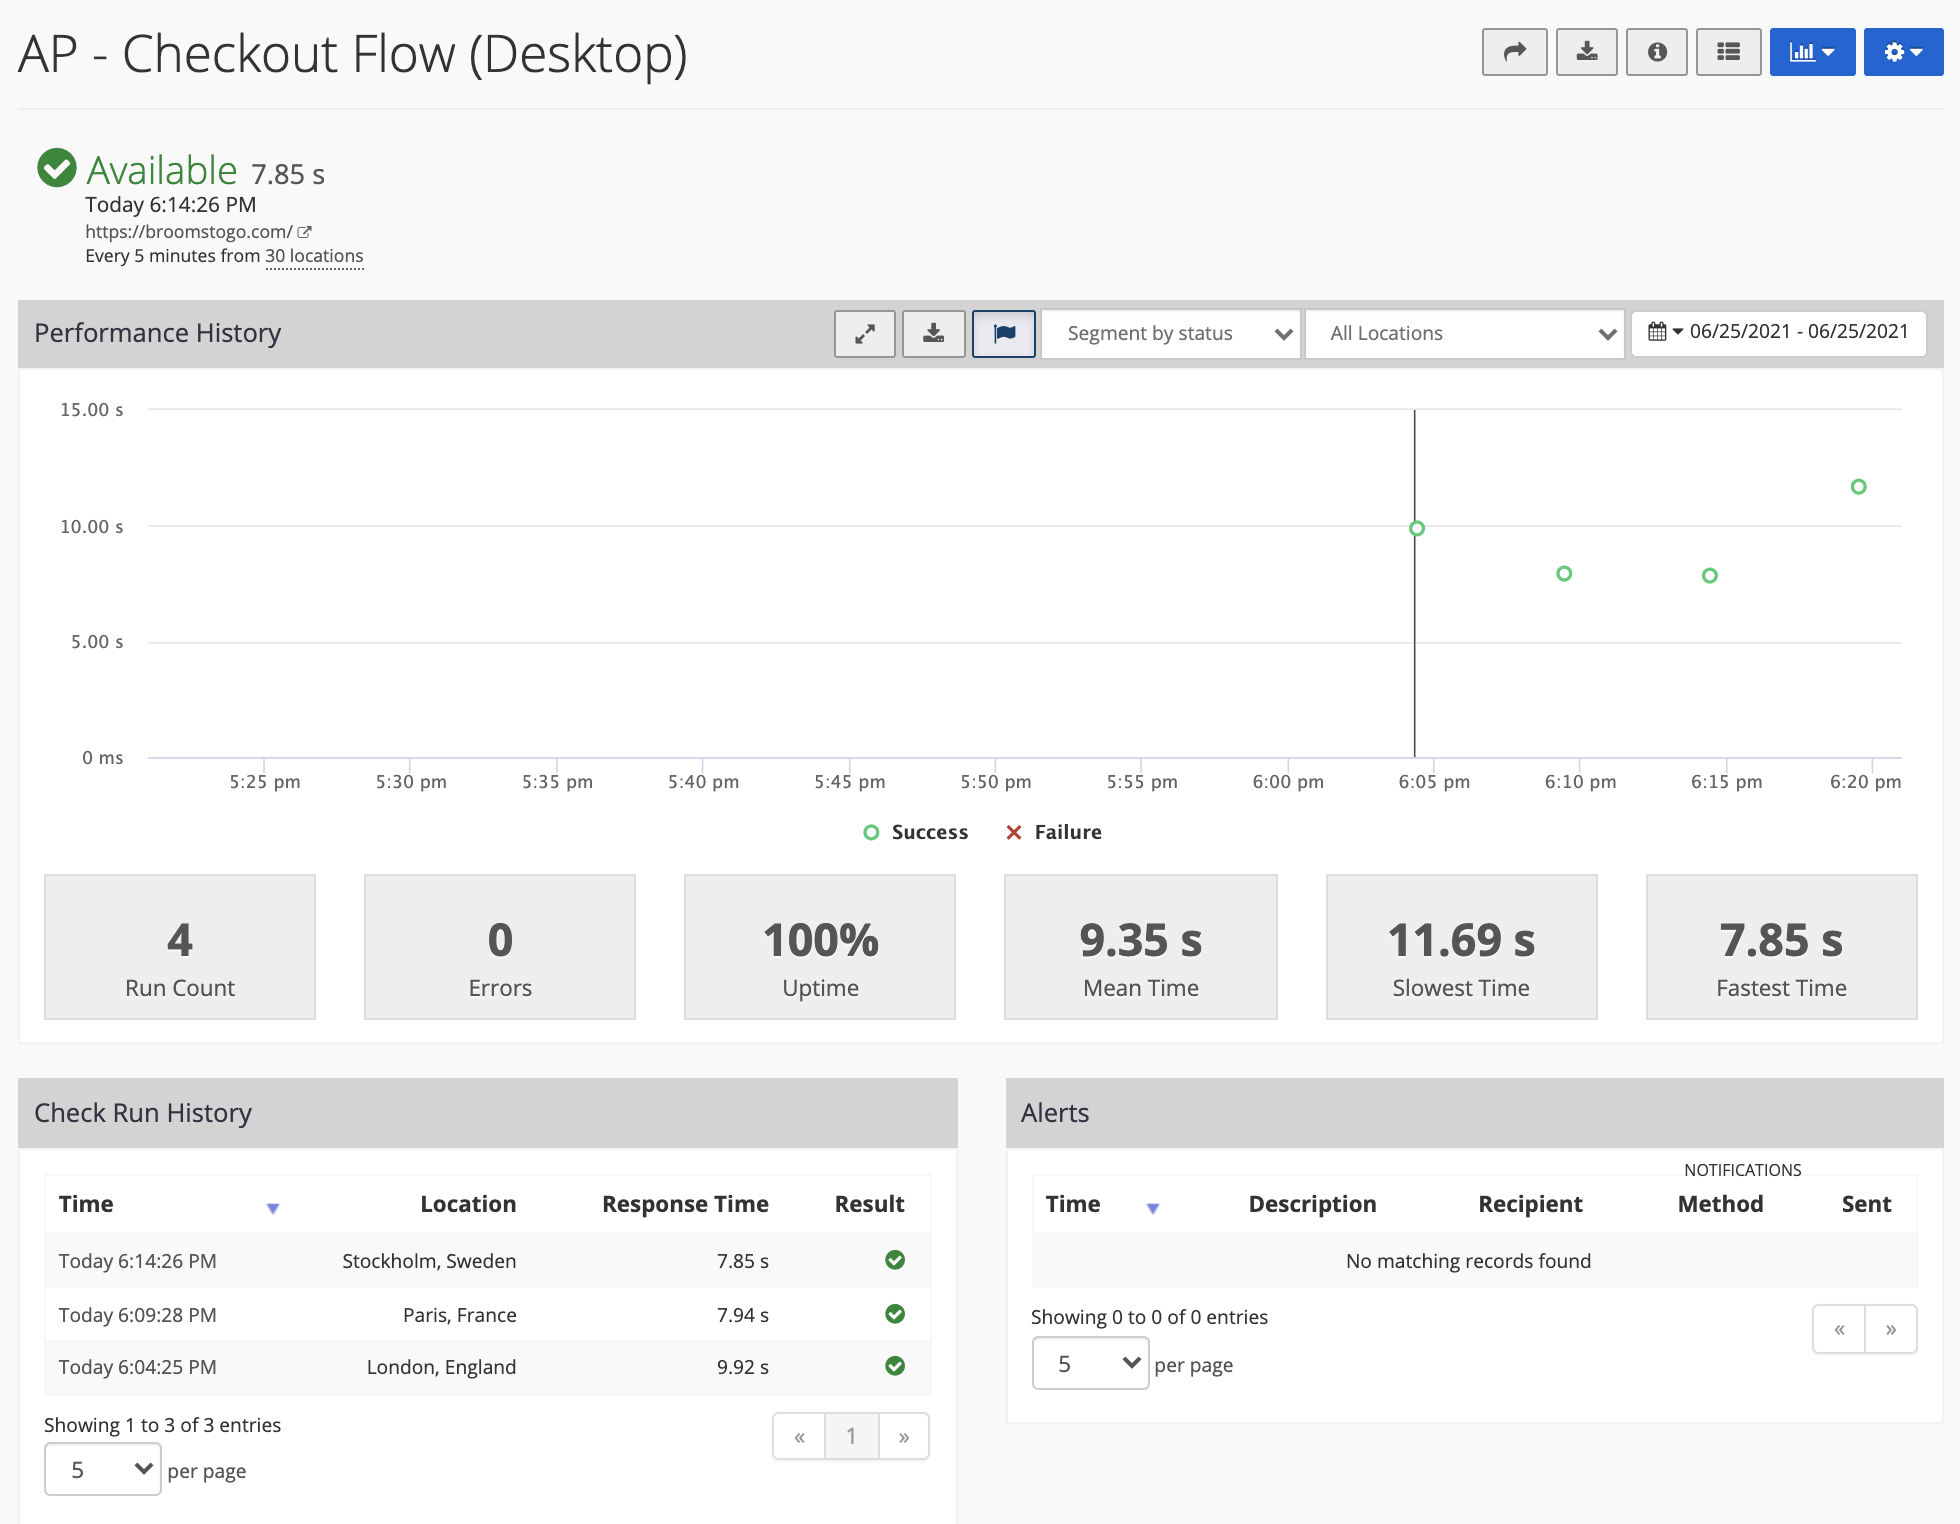 AP - Checkout Flow (Desktop)
Available 7.85 s
Today 6:14:26 PM
https://broomstogo.com/
Every 5 minutes from 30 locations
Performance History
Segment by status
All Locations
06/25/2021 - 06/25/2021
15.00 s
10.00 s
5.00 s
0 ms
5:25 pm 5:30 pm 5:35 pm 5:40 pm 5:45 pm 5:50 pm 5:55 pm 6:00 pm 6:05 pm 6:10 pm 6:15 pm 6:20 pm
Success Failure
4
Run Count
0
Errors
100%
Uptime
9.35 s
Mean Time
11.69 s
Slowest Time
7.85 s
Fastest Time
Check Run History
Time Location Response Time Result
Today 6:14:26 PM Stockholm, Sweden 7.85 s
Today 6:09:28 PM Paris, France 7.94 s
Today 6:04:25 PM London, England 9.92 s
Showing 1 to 3 of 3 entries
« 1 »
5 per page
Alerts
NOTIFICATIONS
Time Description Recipient Method Sent
No matching records found
Showing 0 to 0 of 0 entries
« »
5 per page